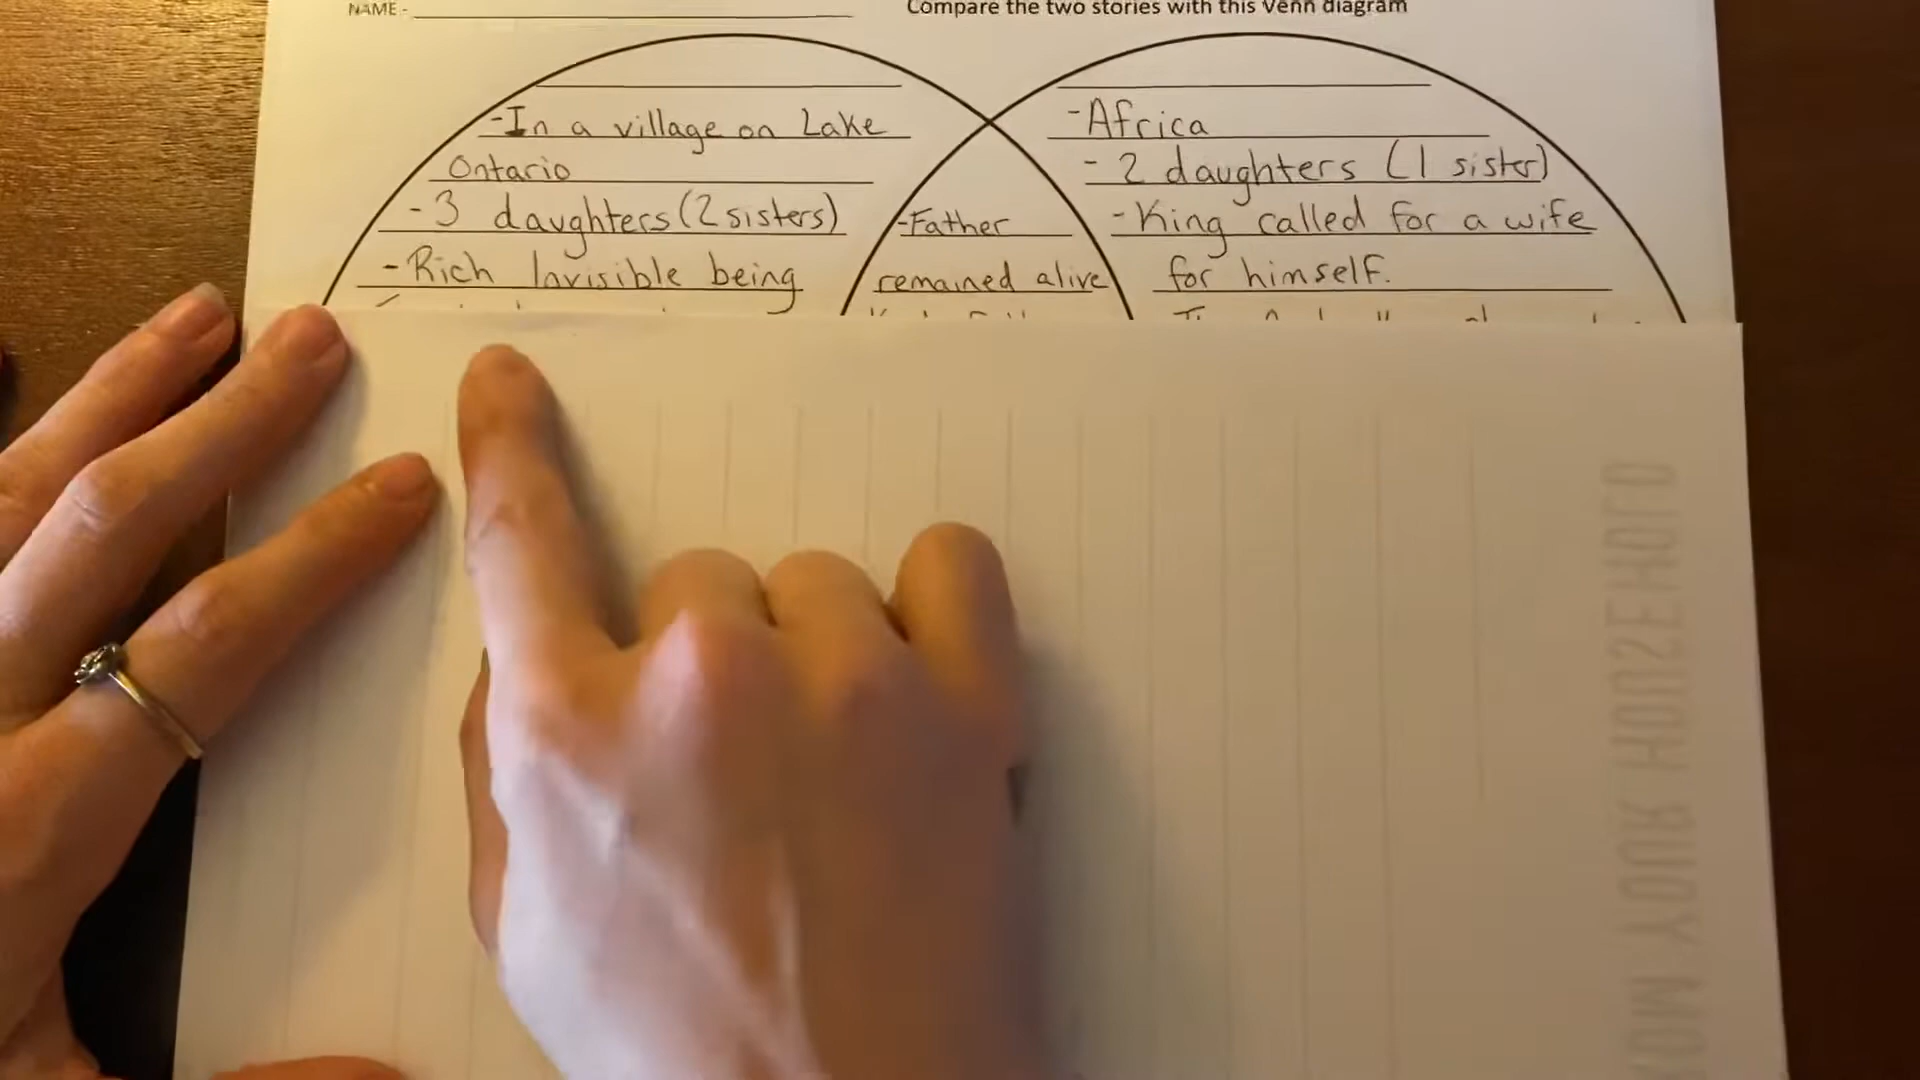 NAME -
Compare the two stories with this Venn diagram
-In a village on Lake
Ontario
-3 daughters (2 sisters)
-Rich Invisible being
-Father
remained alive
-Africa
- 2 daughters (1 sister)
-King called for a wife
for himself.